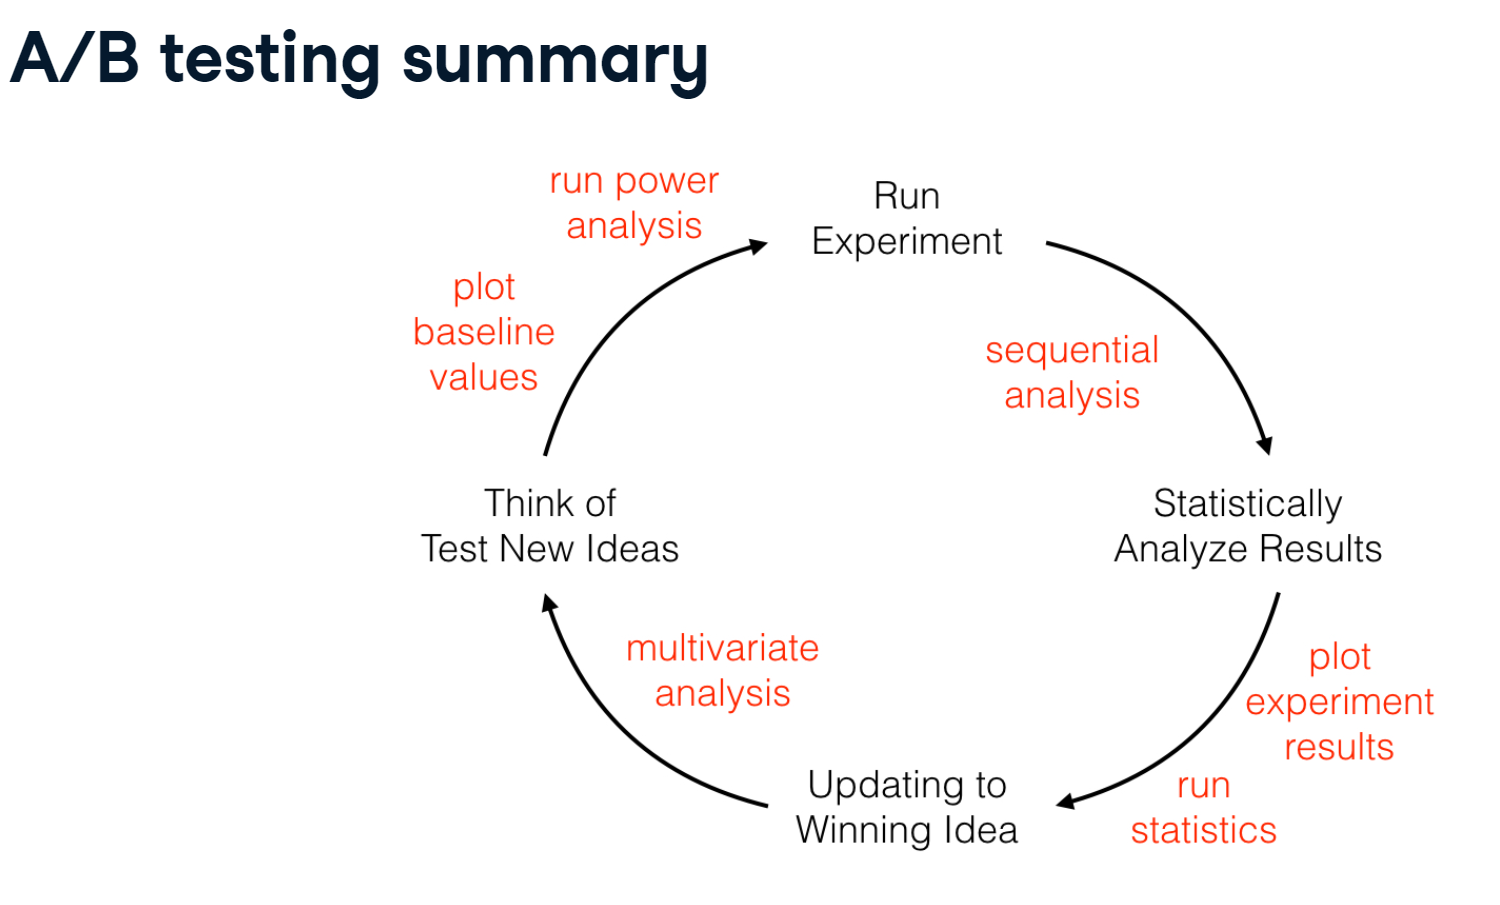 A/B testing summary
run power
analysis
Run
Experiment
plot
baseline
values
sequential
analysis
Think of
Test New Ideas
Statistically
Analyze Results
multivariate
analysis
plot
experiment
results
Updating to
Winning Idea
run
statistics